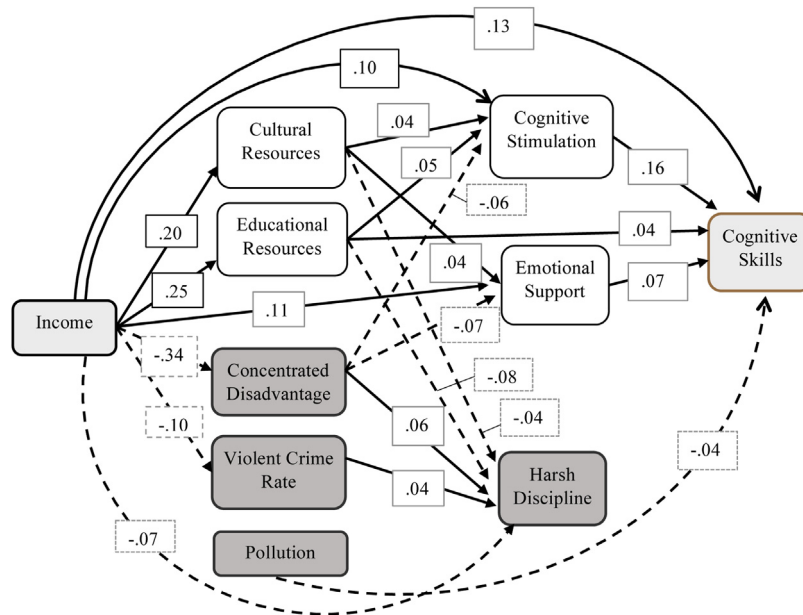 .13
.10
Cultural
Resources
.04
Cognitive
Stimulation
.05
.16
-.06
.20
Educational
Resources
.04
Cognitive
Skills
.25
.04
Emotional
Support
.07
.11
Income
-.07
-.34
Concentrated
Disadvantage
-.08
.06
-.04
-.10
-.04
Violent Crime
Rate
.04
Harsh
Discipline
-.07
Pollution